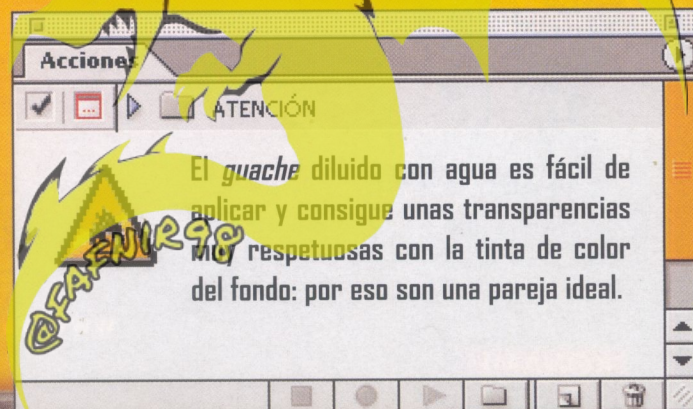 Acciones
ATENCIÓN
El guache diluido con agua es fácil de
aplicar y consigue unas transparencias
muy respetuosas con la tinta de color
del fondo: por eso son una pareja ideal.
@FAFNIR98